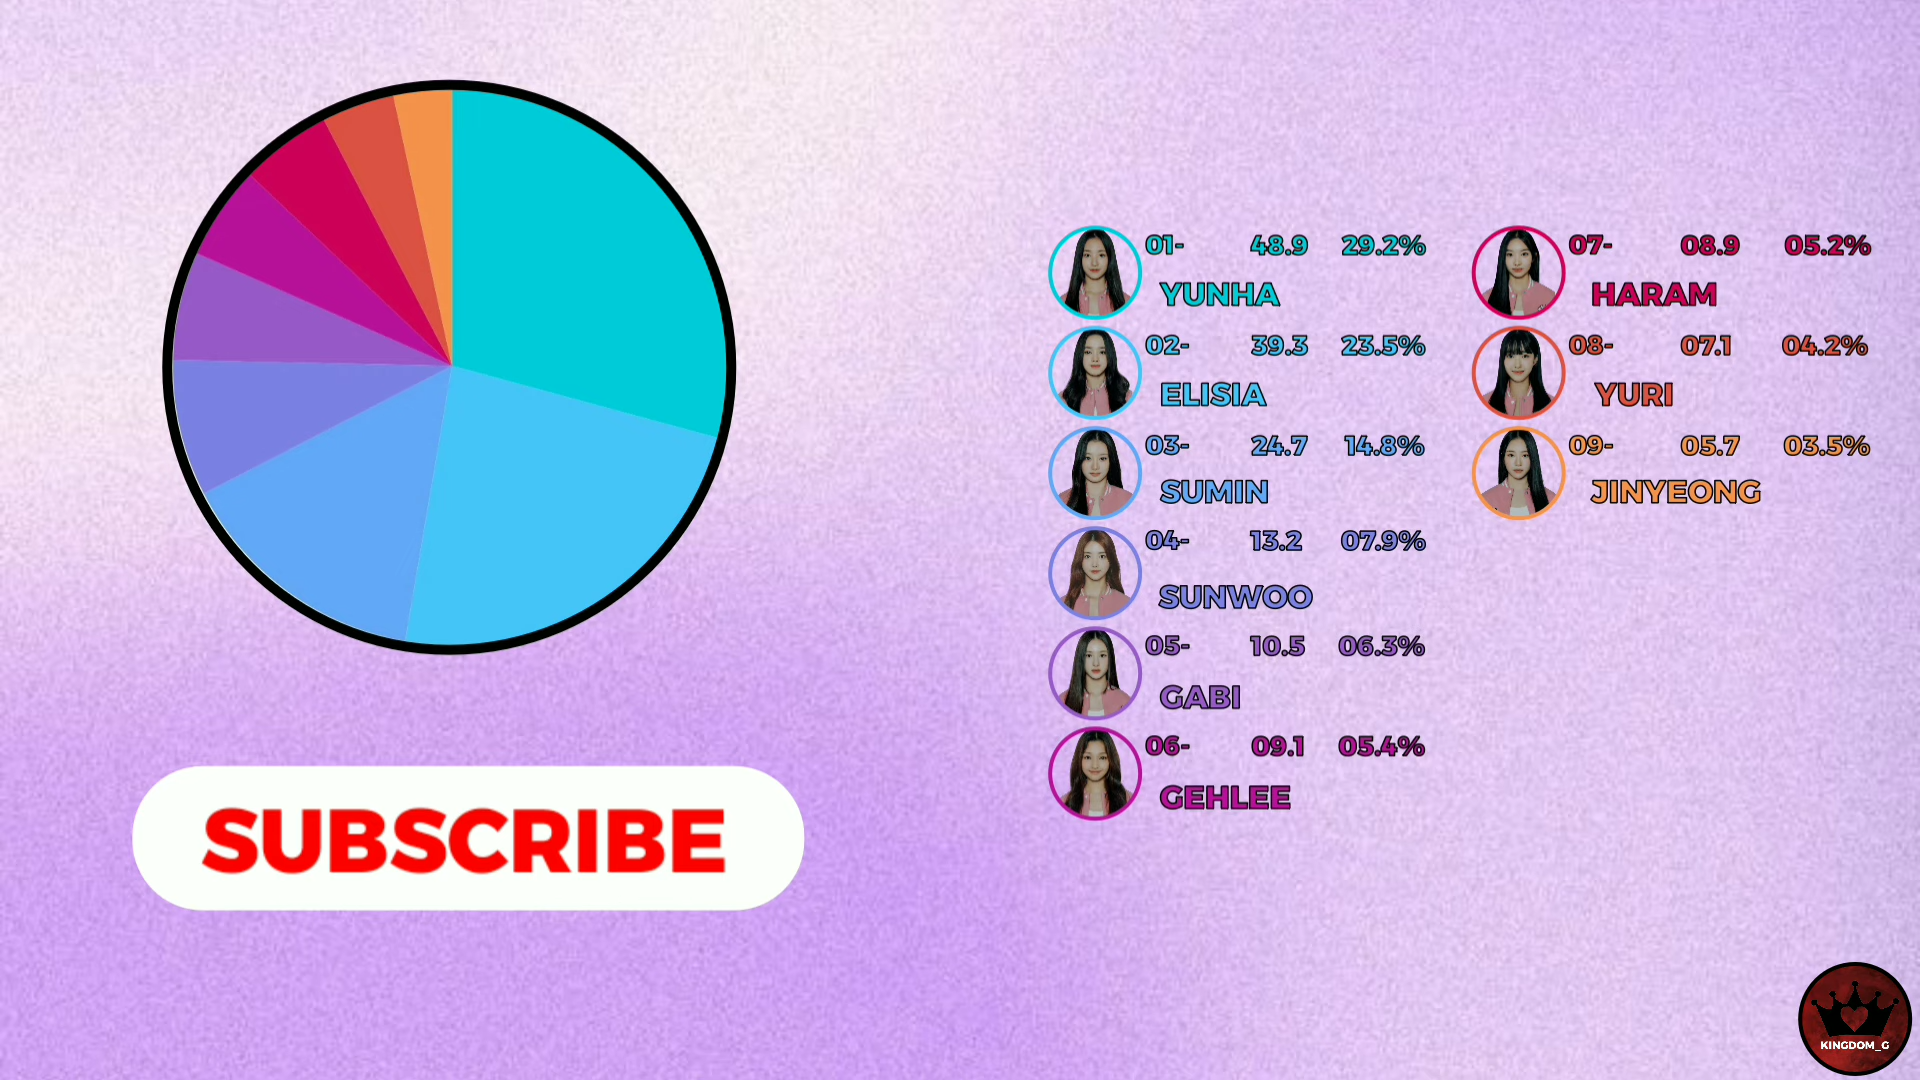 01- 48.9 29.2%
YUNHA
02- 39.3 23.5%
ELISIA
03- 24.7 14.8%
SUMIN
04- 13.2 07.9%
SUNWOO
05- 10.5 06.3%
GABI
06- 09.1 05.4%
GEHLEE
07- 08.9 05.2%
HARAM
08- 07.1 04.2%
YURI
09- 05.7 03.5%
JINYEONG
SUBSCRIBE
KINGDOM_G